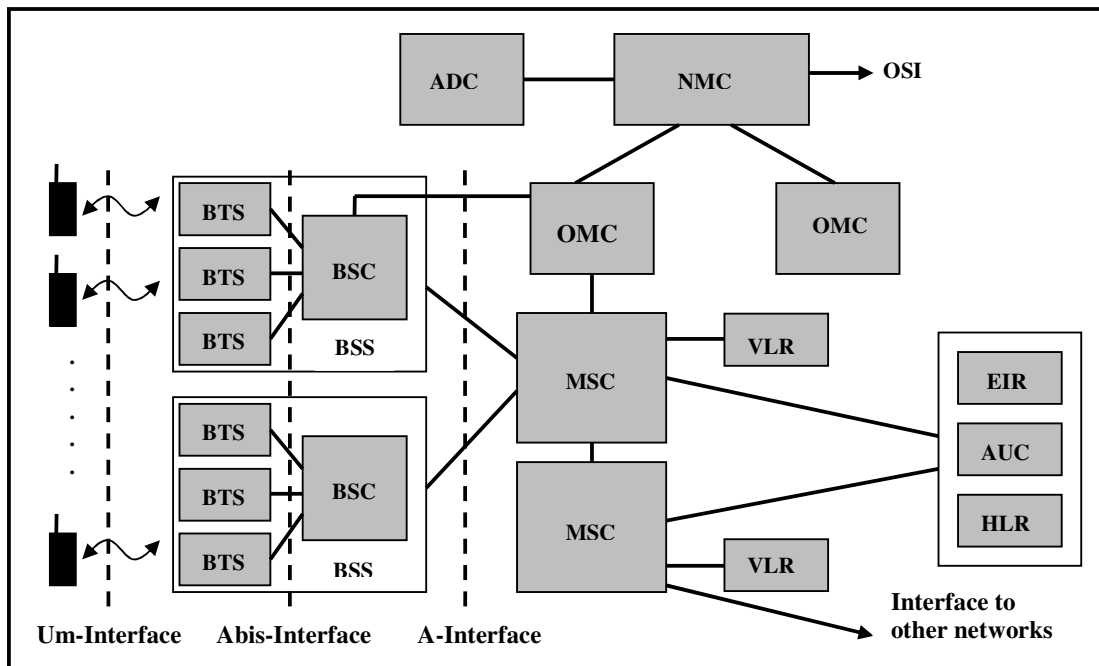 ADC
NMC
OSI
BTS
BTS
BTS
BSC
BSS
OMC
OMC
MSC
VLR
EIR
AUC
HLR
BTS
BTS
BTS
BSC
BSS
MSC
VLR
Interface to
other networks
Um-Interface
Abis-Interface
A-Interface